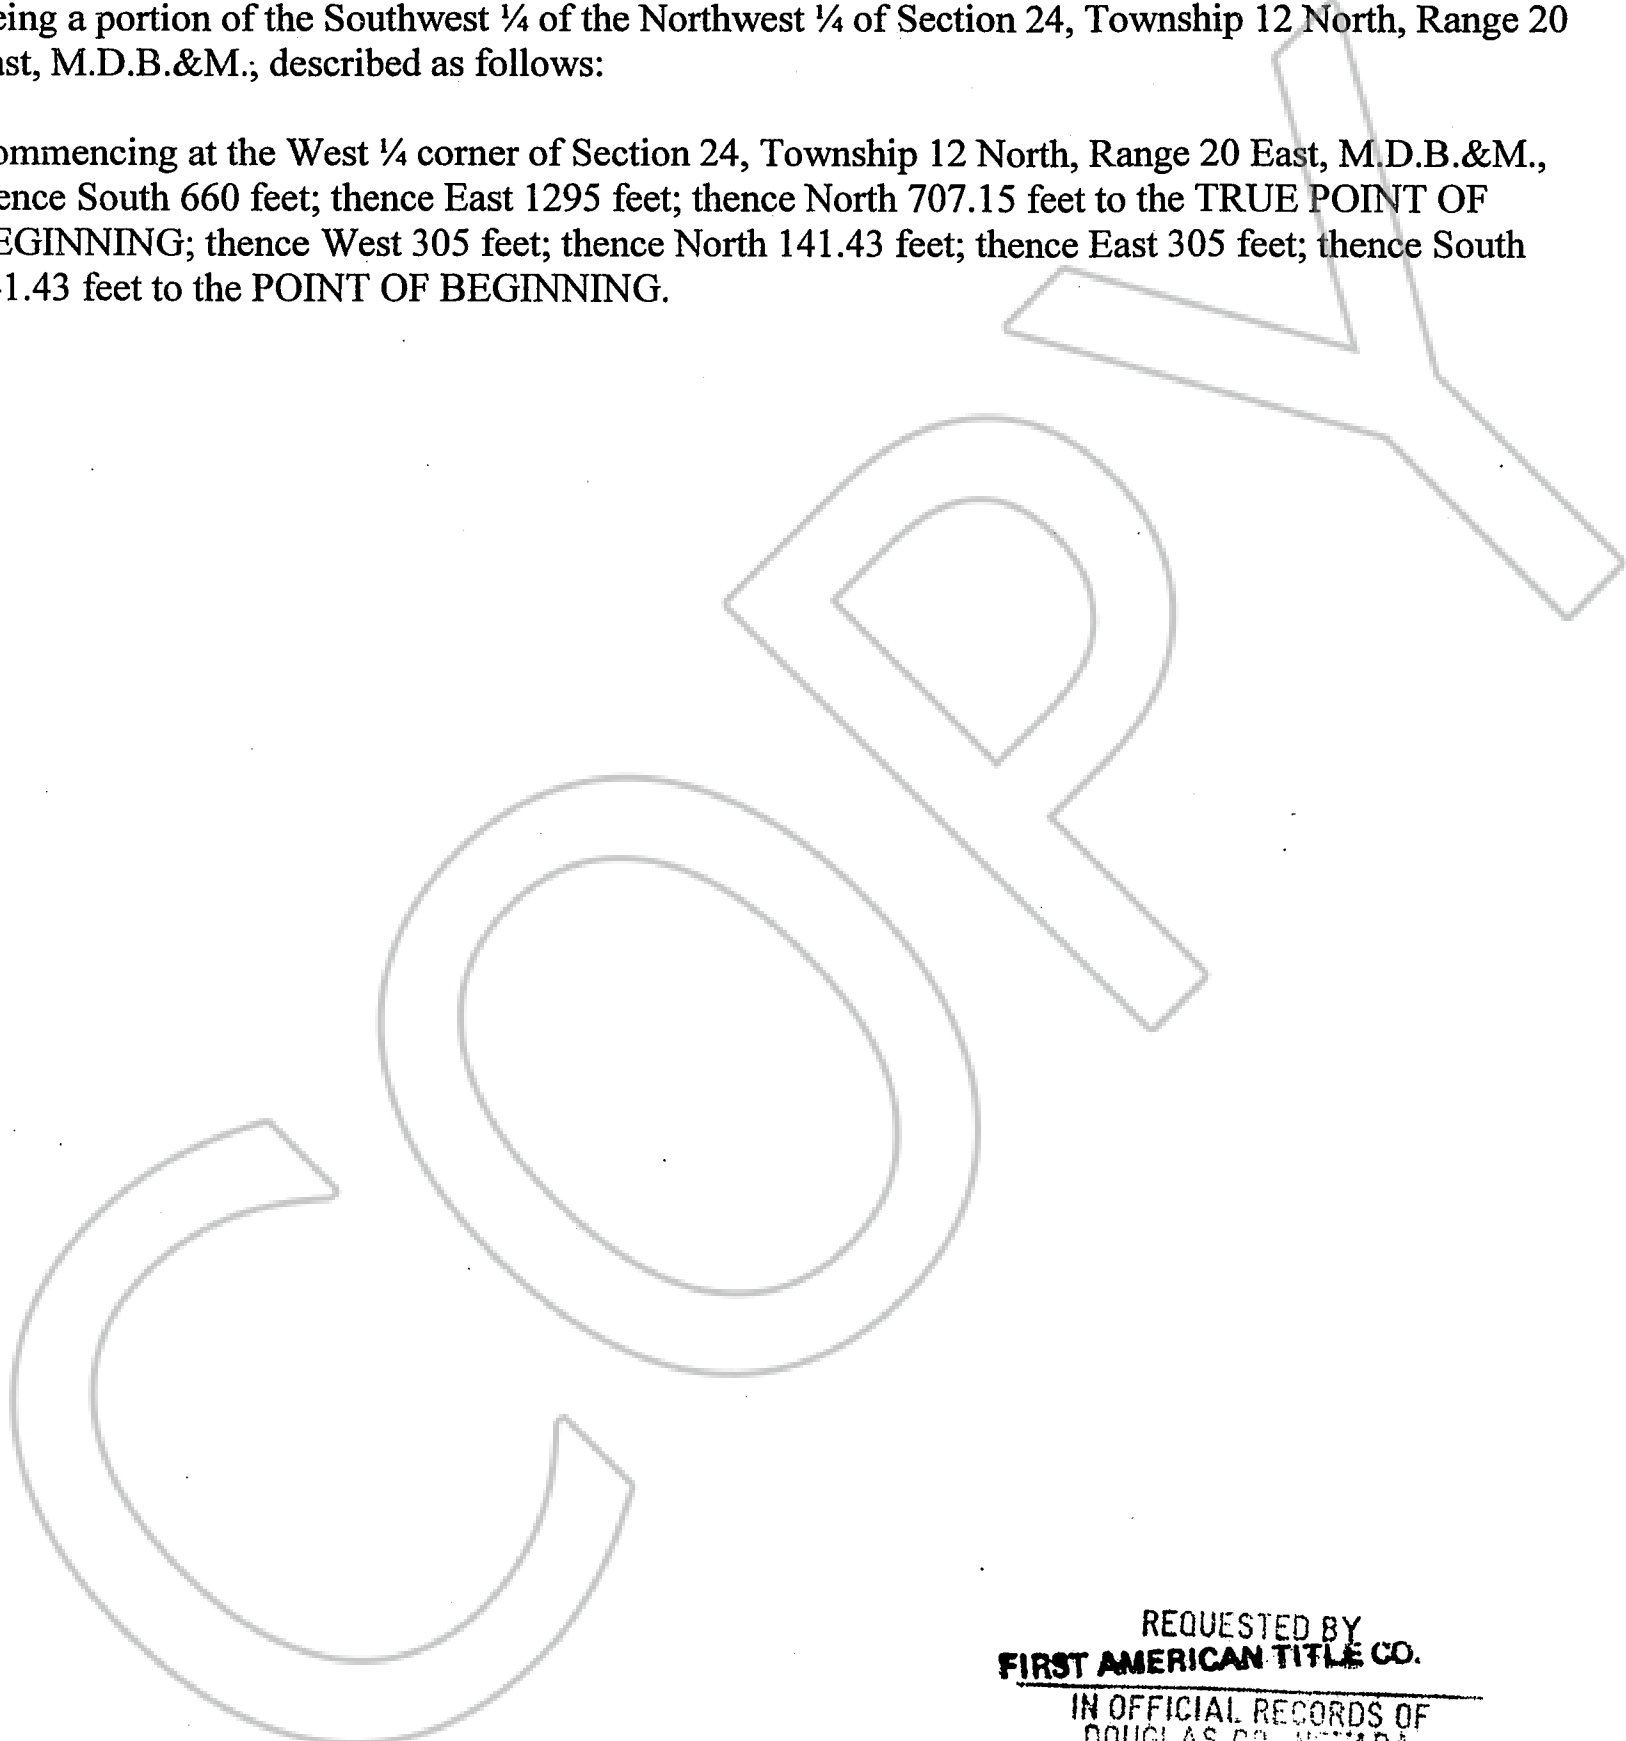 eing a portion of the Southwest ¼ of the Northwest ¼ of Section 24, Township 12 North, Range 20
ast, M.D.B.&M.; described as follows:
ommencing at the West ¼ corner of Section 24, Township 12 North, Range 20 East, M.D.B.&M.,
ence South 660 feet; thence East 1295 feet; thence North 707.15 feet to the TRUE POINT OF
EGINNING; thence West 305 feet; thence North 141.43 feet; thence East 305 feet; thence South
1.43 feet to the POINT OF BEGINNING.
COPY
REQUESTED BY
FIRST AMERICAN TITLE CO.
IN OFFICIAL RECORDS OF
DOUGLAS CO.